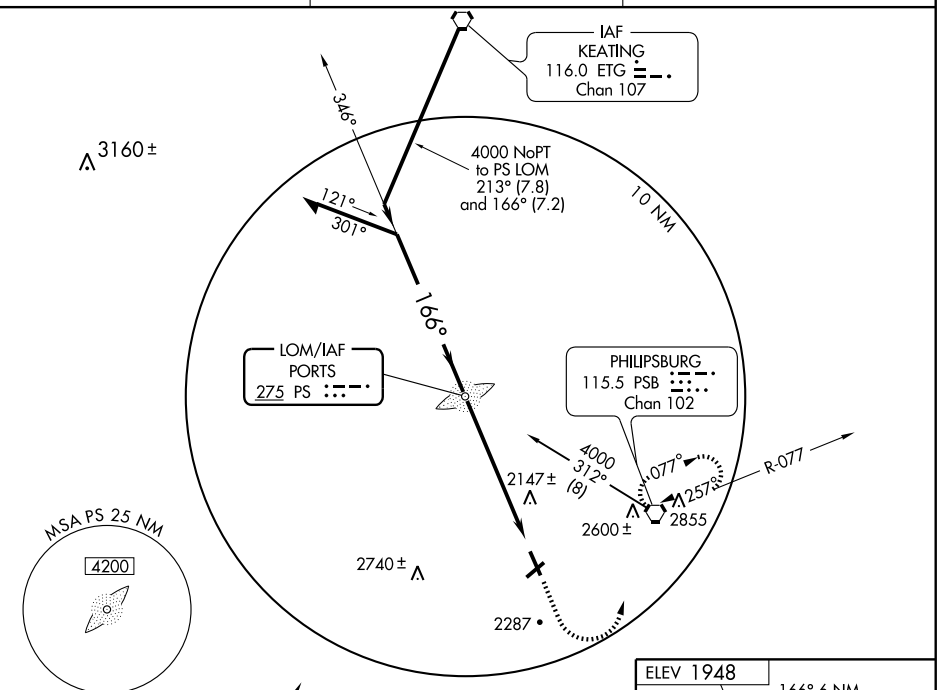 IAF
KEATING
116.0 ETG
Chan 107
346°
3160 ±
4000 NoPT
to PS LOM
213° (7.8)
and 166° (7.2)
10 NM
121°
301°
166°
LOM/IAF
PORTS
275 PS
PHILIPSBURG
115.5 PSB
Chan 102
4000
312°
(8)
077°
R-077
257°
2147 ±
2600 ±
2855
MSA PS 25 NM
4200
2740 ±
2287
ELEV 1948
166° 6 NM